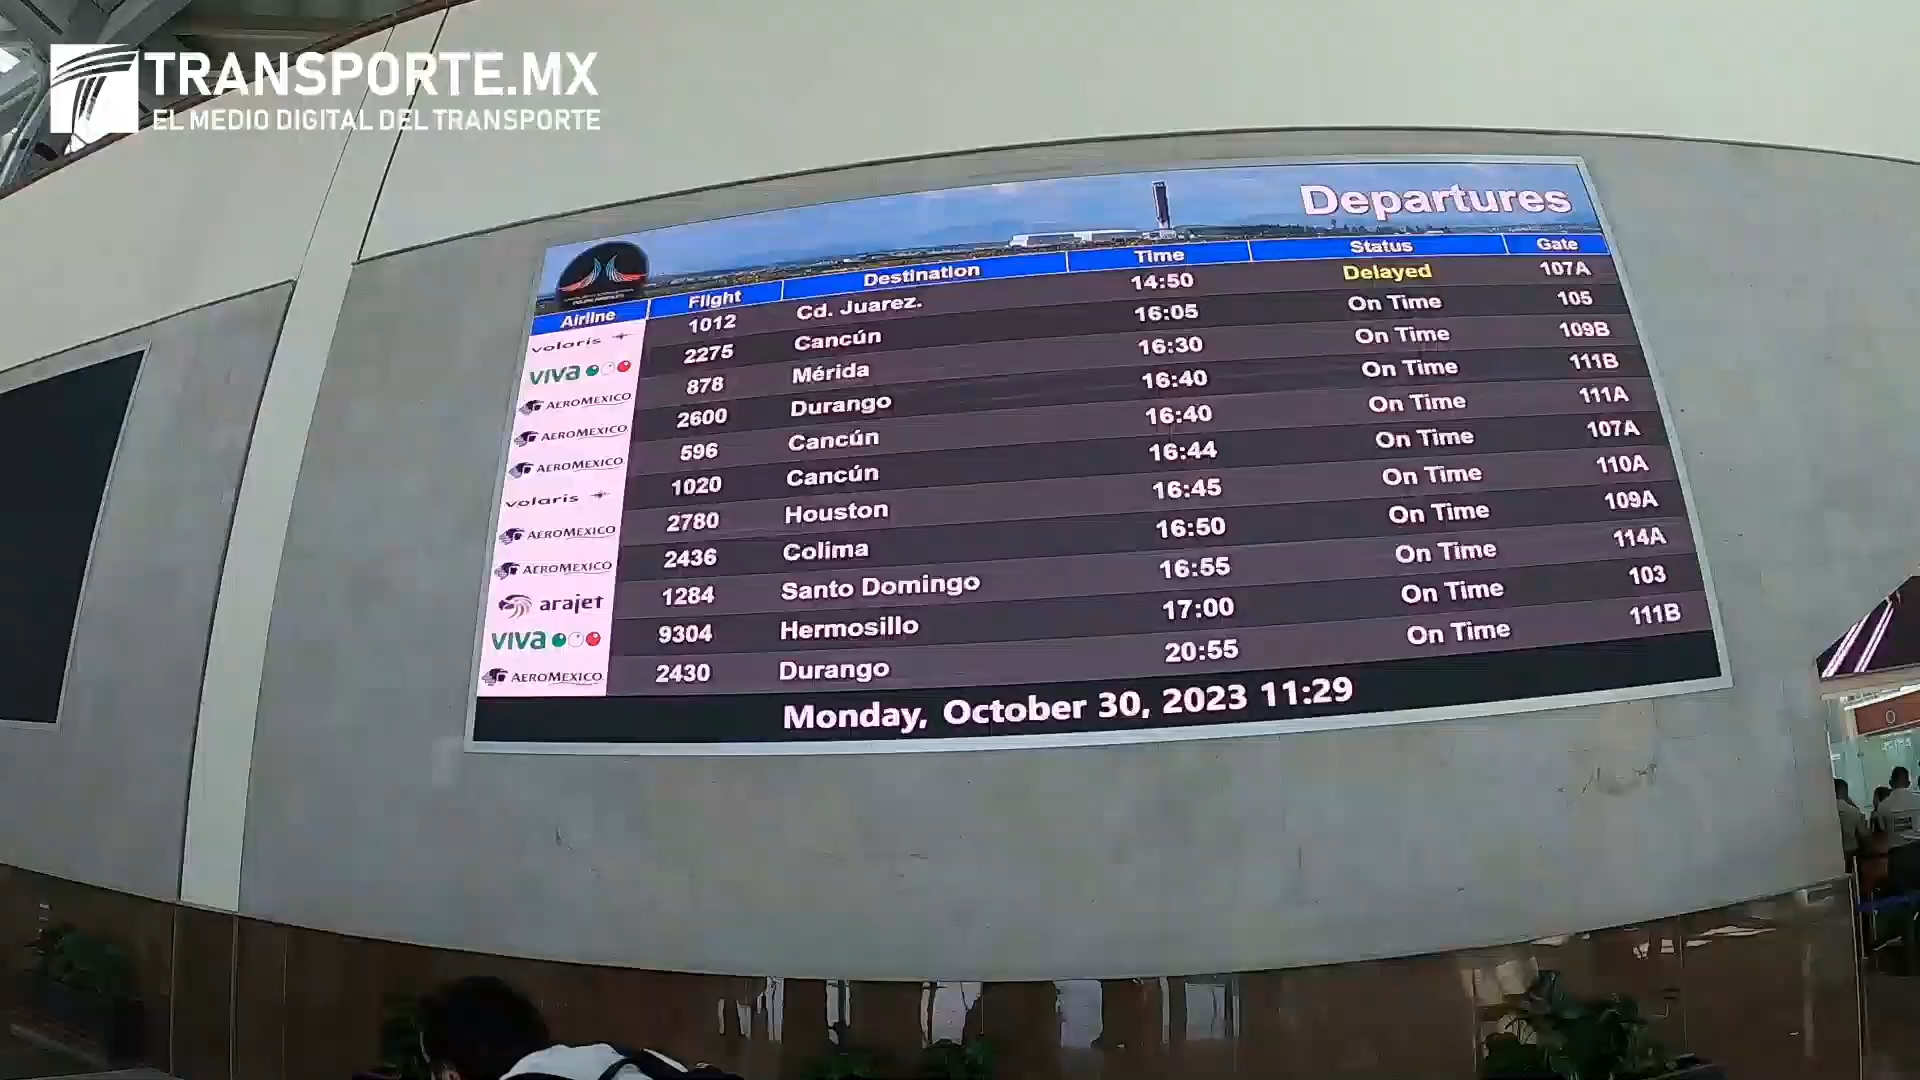 TRANSPORTE.MX
EL MEDIO DIGITAL DEL TRANSPORTE
Departures
Airline Flight Destination Time Status Gate
volaris 1012 Cd. Juarez. 14:50 Delayed 107A
viva 2275 Cancún 16:05 On Time 105
AEROMEXICO 878 Mérida 16:30 On Time 109B
AEROMEXICO 2600 Durango 16:40 On Time 111B
AEROMEXICO 596 Cancún 16:40 On Time 111A
volaris 1020 Cancún 16:44 On Time 107A
AEROMEXICO 2780 Houston 16:45 On Time 110A
AEROMEXICO 2436 Colima 16:50 On Time 109A
arajet 1284 Santo Domingo 16:55 On Time 114A
viva 9304 Hermosillo 17:00 On Time 103
AEROMEXICO 2430 Durango 20:55 On Time 111B
Monday, October 30, 2023 11:29